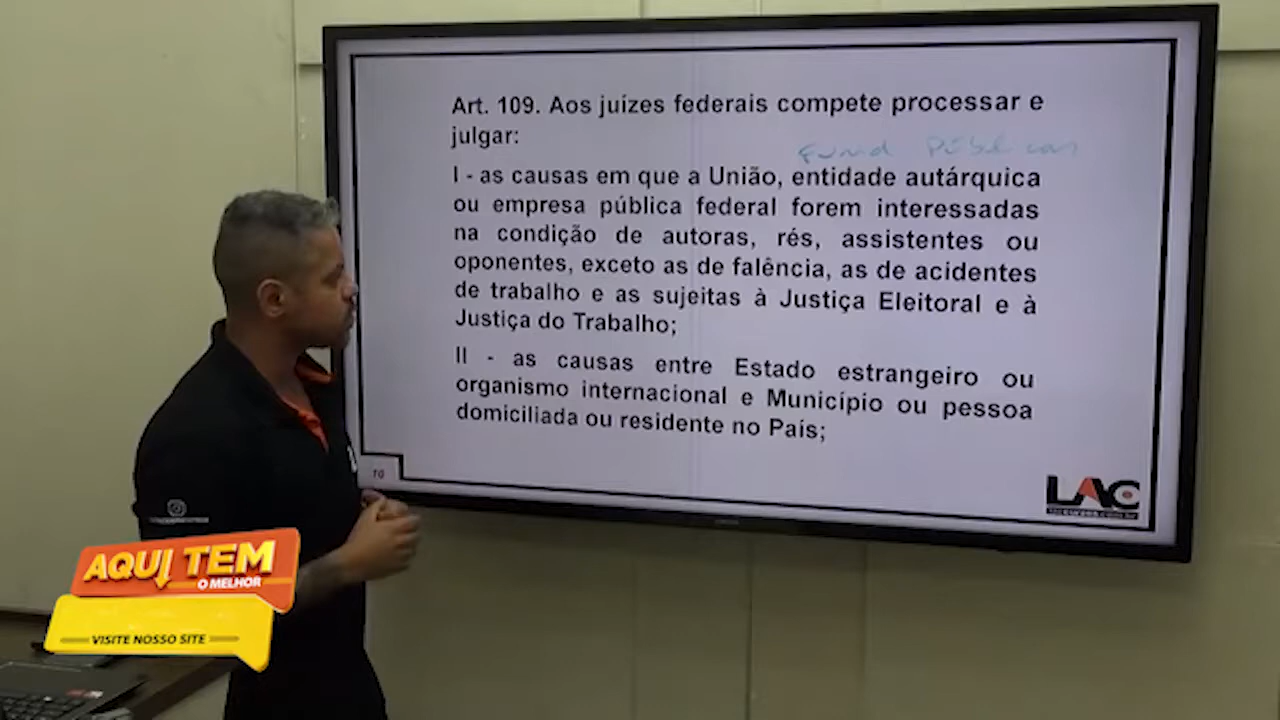 Art. 109. Aos juízes federais compete processar e
julgar:
Fund Públicas
I - as causas em que a União, entidade autárquica
ou empresa pública federal forem interessadas
na condição de autoras, rés, assistentes ou
oponentes, exceto as de falência, as de acidentes
de trabalho e as sujeitas à Justiça Eleitoral e à
Justiça do Trabalho;
II - as causas entre Estado estrangeiro ou
organismo internacional e Município ou pessoa
domiciliada ou residente no País;
10
LAC
AQUI TEM
O MELHOR
VISITE NOSSO SITE